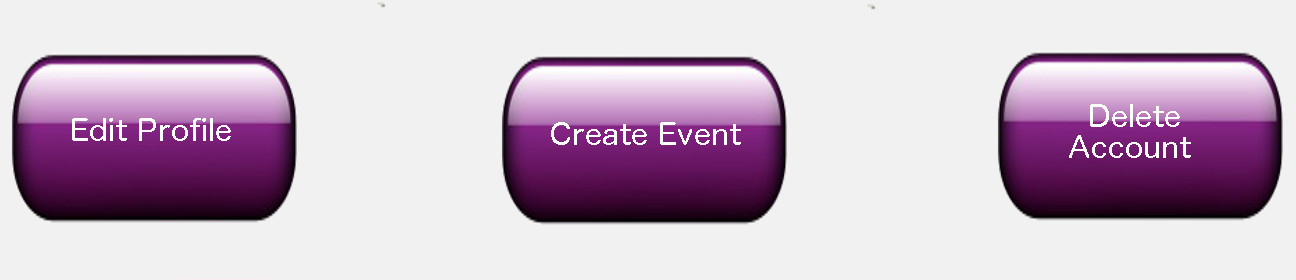 Edit Profile
Create Event
Delete
Account